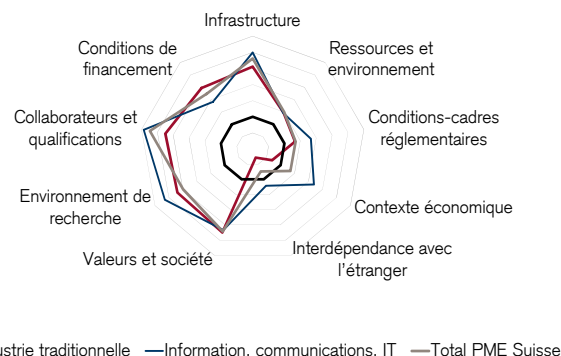 Infrastructure
Conditions de
financement
Ressources et
environnement
Collaborateurs et
qualifications
Conditions-cadres
réglementaires
Environnement de
recherche
Contexte économique
Valeurs et société
Interdépendance avec
l'étranger
traditionnelle Information, communications, IT Total PME Suisse